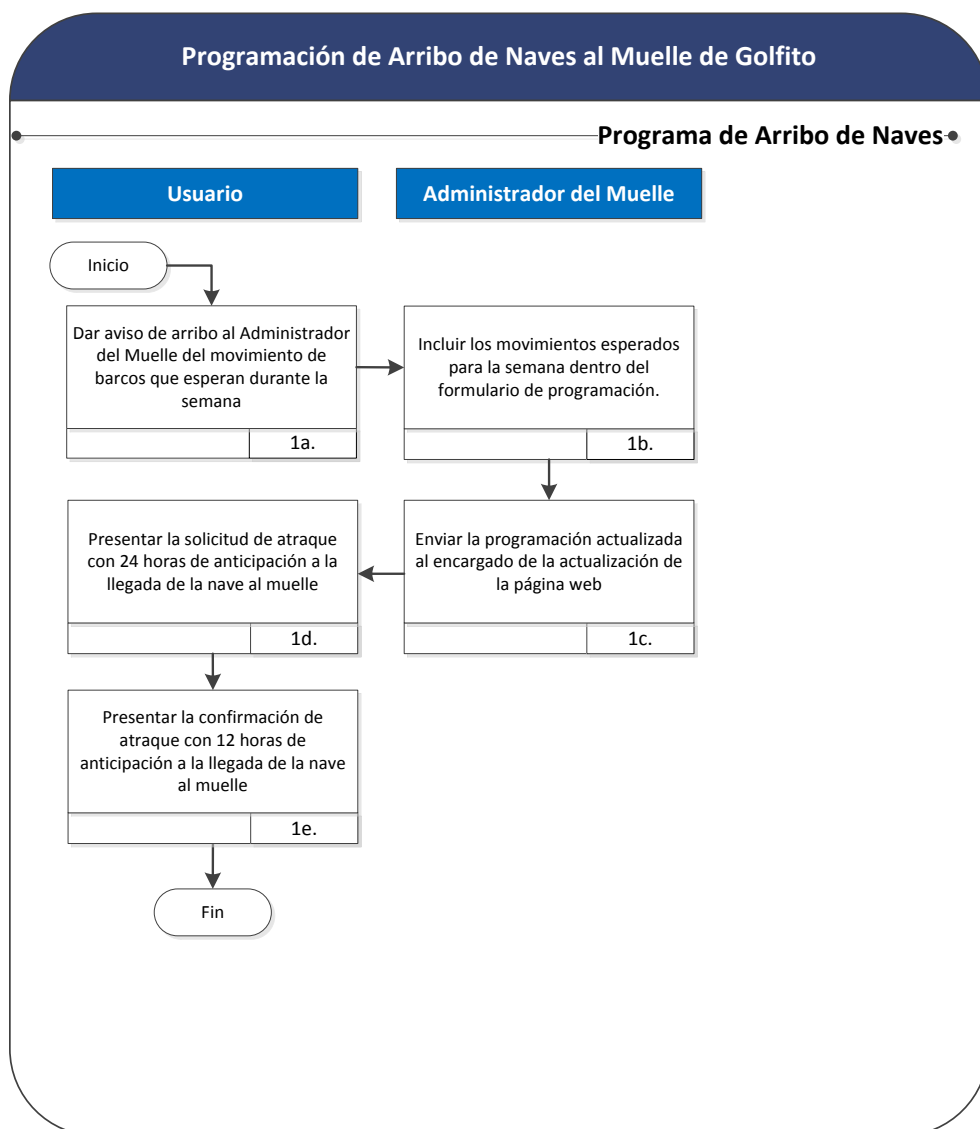 Programación de Arribo de Naves al Muelle de Golfito
Programa de Arribo de Naves
Usuario
Administrador del Muelle
Inicio
Dar aviso de arribo al Administrador
del Muelle del movimiento de
barcos que esperan durante la
semana
1a.
Incluir los movimientos esperados
para la semana dentro del
formulario de programación.
1b.
Enviar la programación actualizada
al encargado de la actualización de
la página web
1c.
Presentar la solicitud de atraque
con 24 horas de anticipación a la
llegada de la nave al muelle
1d.
Presentar la confirmación de
atraque con 12 horas de
anticipación a la llegada de la nave
al muelle
1e.
Fin